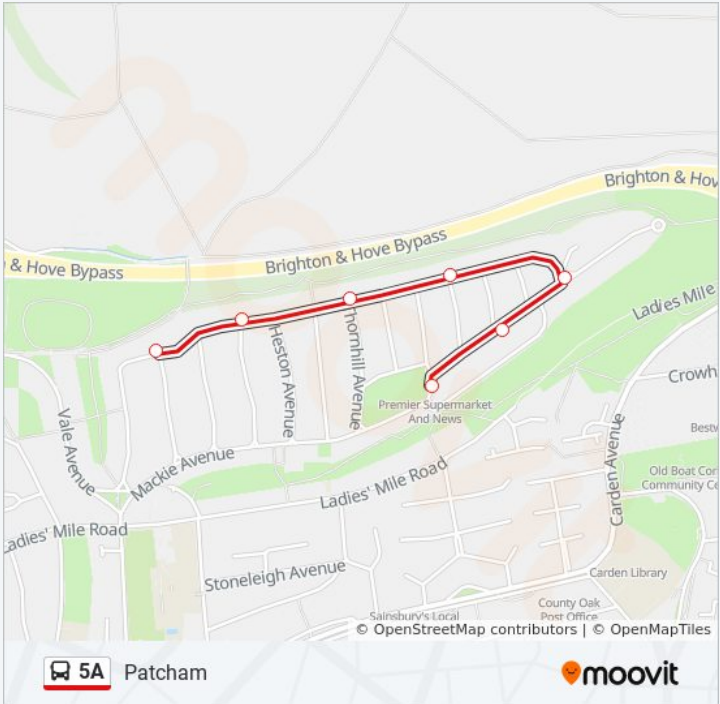 Brighton & Hov
Brighton & Hove Bypass
& Hove Bypass
Ladies Mile
Heston Avenue
Thornhill Avenue
Crowh
Premier Supermarket
And News
Vale Avenue
Mackie Avenue
Carden Avenue
Bestw
Old Boat Cor
Community Ce
Ladies' Mile Road
Ladies' Mile Road
Stoneleigh Avenue
Carden Library
County Oak
Post Office
Sainsbury's Local
© OpenStreetMap contributors | © OpenMapTiles
5A Patcham
moovit